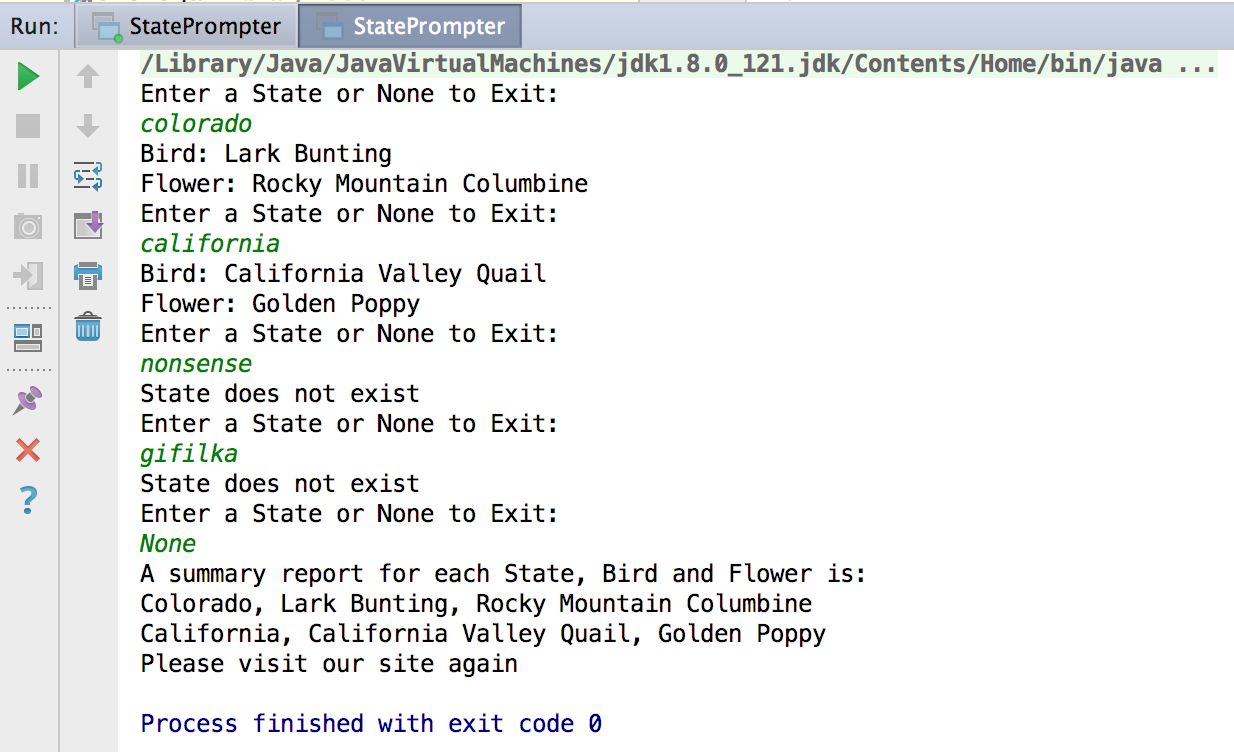 Run: StatePrompter StatePrompter
/Library/Java/JavaVirtualMachines/jdk1.8.0_121.jdk/Contents/Home/bin/java ...
Enter a State or None to Exit:
colorado
Bird: Lark Bunting
Flower: Rocky Mountain Columbine
Enter a State or None to Exit:
california
Bird: California Valley Quail
Flower: Golden Poppy
Enter a State or None to Exit:
nonsense
State does not exist
Enter a State or None to Exit:
gifilka
State does not exist
Enter a State or None to Exit:
None
A summary report for each State, Bird and Flower is:
Colorado, Lark Bunting, Rocky Mountain Columbine
California, California Valley Quail, Golden Poppy
Please visit our site again
Process finished with exit code 0